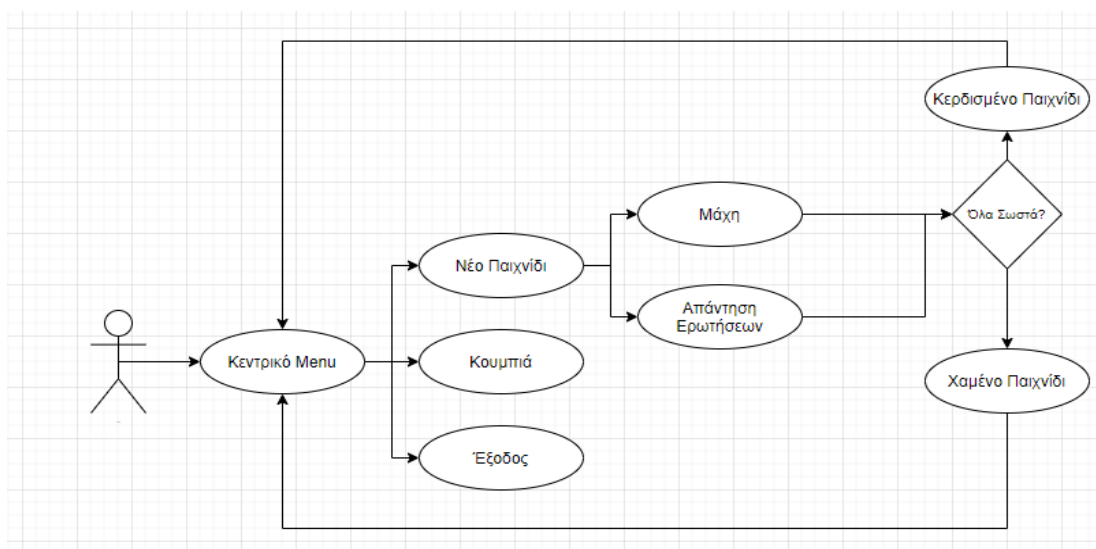 Κερδισμένο Παιχνίδι
Μάχη
Όλα Σωστά?
Νέο Παιχνίδι
Απάντηση
Ερωτήσεων
Κεντρικό Menu
Κουμπιά
Χαμένο Παιχνίδι
Έξοδος